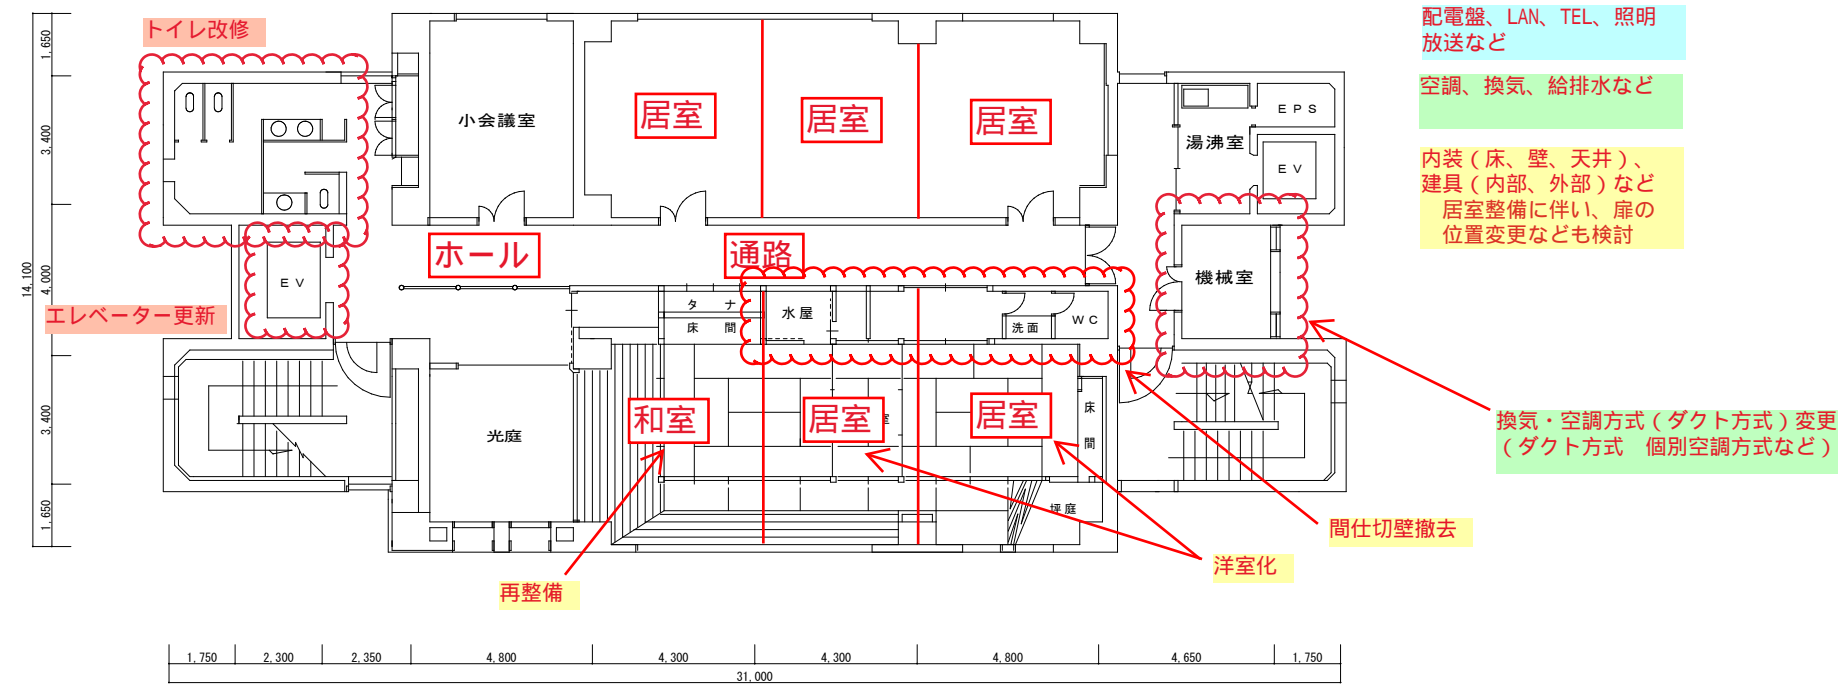 トイレ改修
配電盤、LAN、TEL、照明
放送など
空調、換気、給排水など
内装（床、壁、天井）、
建具（内部、外部）など
居室整備に伴い、扉の
位置変更なども検討
小会議室
居室
居室
居室
湯沸室
EPS
EV
ホール
通路
機械室
EV
エレベーター更新
タナ
床間
水屋
洗面
WC
和室
居室
室
居室
床間
光庭
坪庭
換気・空調方式（ダクト方式）変更
（ダクト方式　個別空調方式など）
間仕切壁撤去
洋室化
再整備
1,650
3,400
4,000
3,400
1,650
14,100
1,750
2,300
2,350
4,800
4,300
4,300
4,800
4,650
1,750
31,000